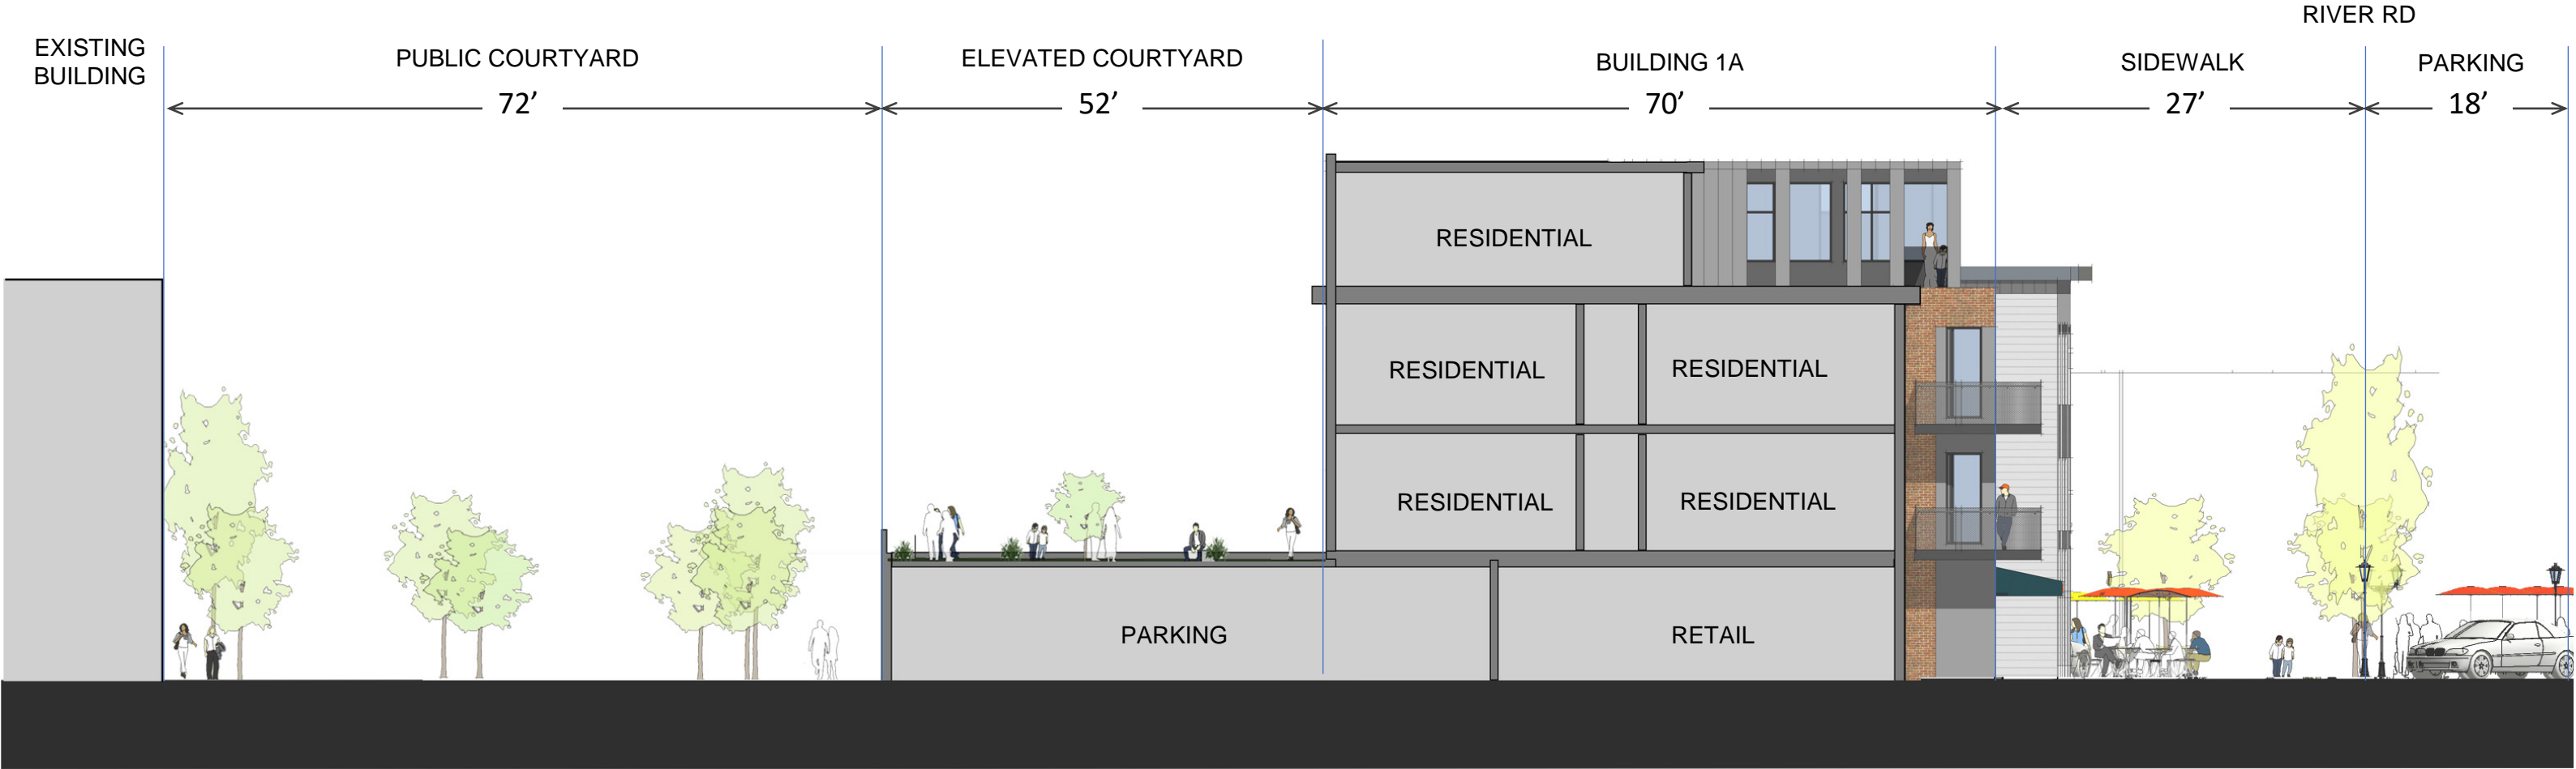 RIVER RD
EXISTING
BUILDING
PUBLIC COURTYARD
ELEVATED COURTYARD
BUILDING 1A
SIDEWALK
PARKING
72’
52’
70’
27’
18’
RESIDENTIAL
RESIDENTIAL
RESIDENTIAL
RESIDENTIAL
RESIDENTIAL
PARKING
RETAIL